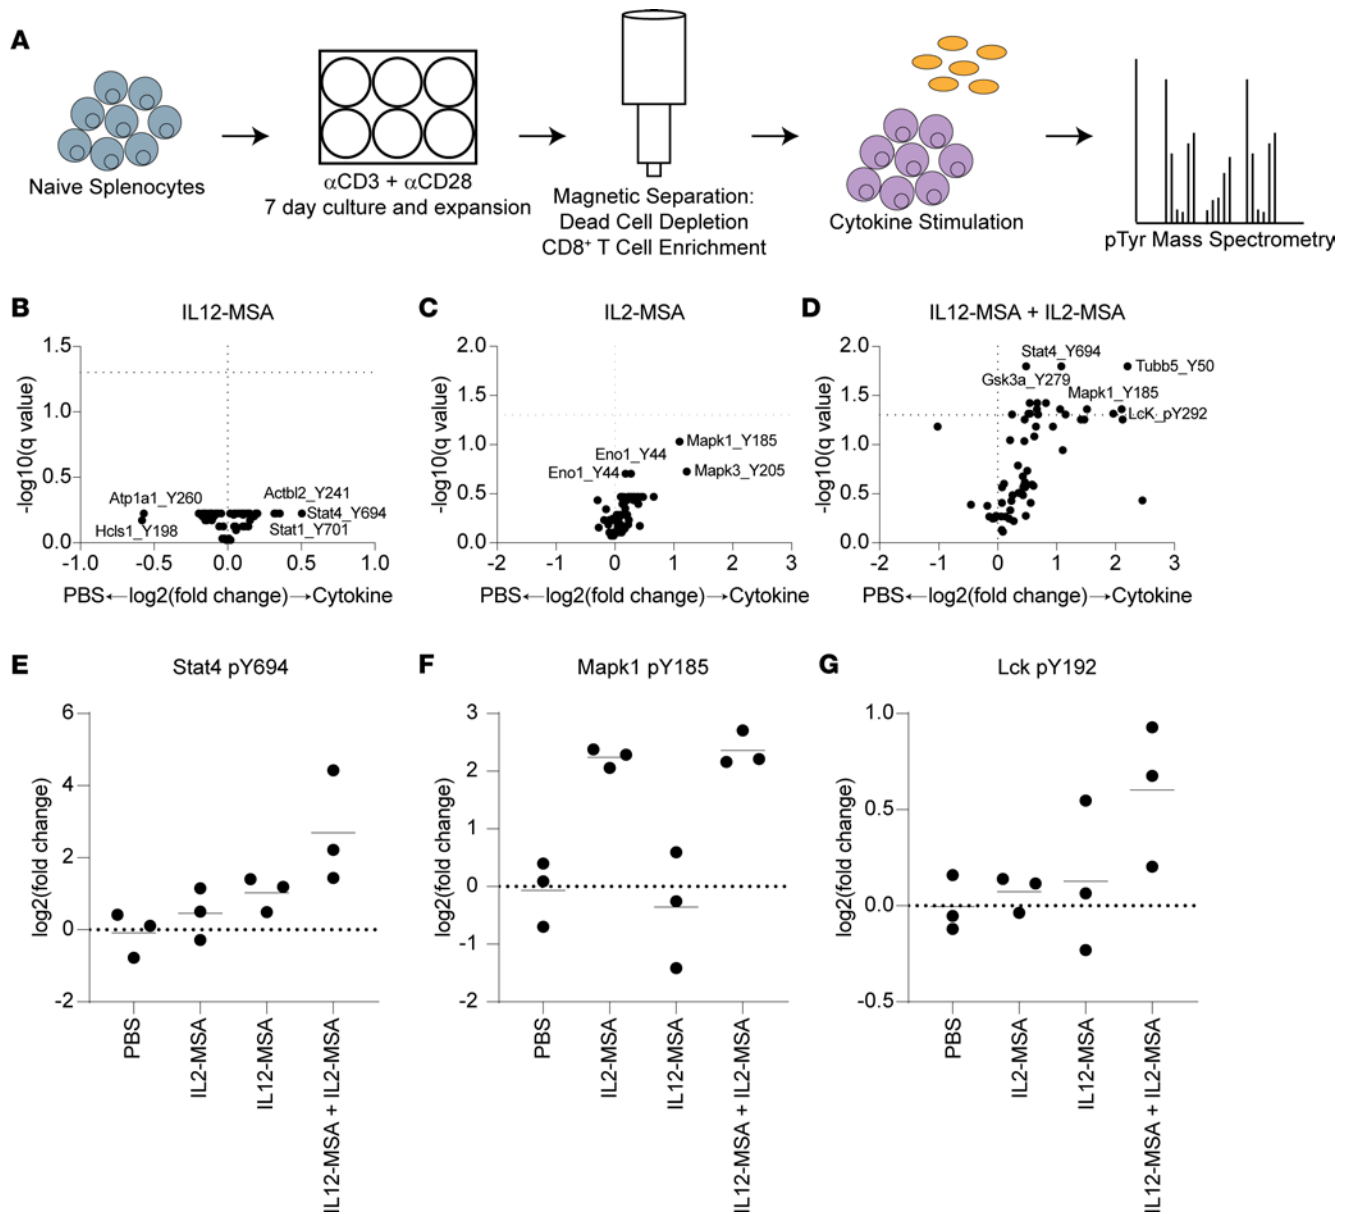 A
Naive Splenocytes
αCD3 + αCD28
7 day culture and expansion
Magnetic Separation:
Dead Cell Depletion
CD8+ T Cell Enrichment
Cytokine Stimulation
pTyr Mass Spectrometry
B
IL12-MSA
1.5
1.0
0.5
0.0
-log10(q value)
Atp1a1_Y260
Hcls1_Y198
Actbl2_Y241
Stat4_Y694
Stat1_Y701
-1.0 -0.5 0.0 0.5 1.0
PBS←log2(fold change)→Cytokine
C
IL2-MSA
2.0
1.5
1.0
0.5
0.0
-log10(q value)
Mapk1_Y185
Eno1_Y44
Eno1_Y44
Mapk3_Y205
-2 -1 0 1 2 3
PBS←log2(fold change)→Cytokine
D
IL12-MSA + IL2-MSA
2.0
1.5
1.0
0.5
0.0
-log10(q value)
Stat4_Y694
Tubb5_Y50
Gsk3a_Y279
Mapk1_Y185
LcK_pY292
-2 -1 0 1 2 3
PBS←log2(fold change)→Cytokine
E
Stat4 pY694
6
4
2
0
-2
log2(fold change)
PBS
IL2-MSA
IL12-MSA
IL12-MSA + IL2-MSA
F
Mapk1 pY185
3
2
1
0
-1
-2
log2(fold change)
PBS
IL2-MSA
IL12-MSA
IL12-MSA + IL2-MSA
G
Lck pY192
1.0
0.5
0.0
-0.5
log2(fold change)
PBS
IL2-MSA
IL12-MSA
IL12-MSA + IL2-MSA